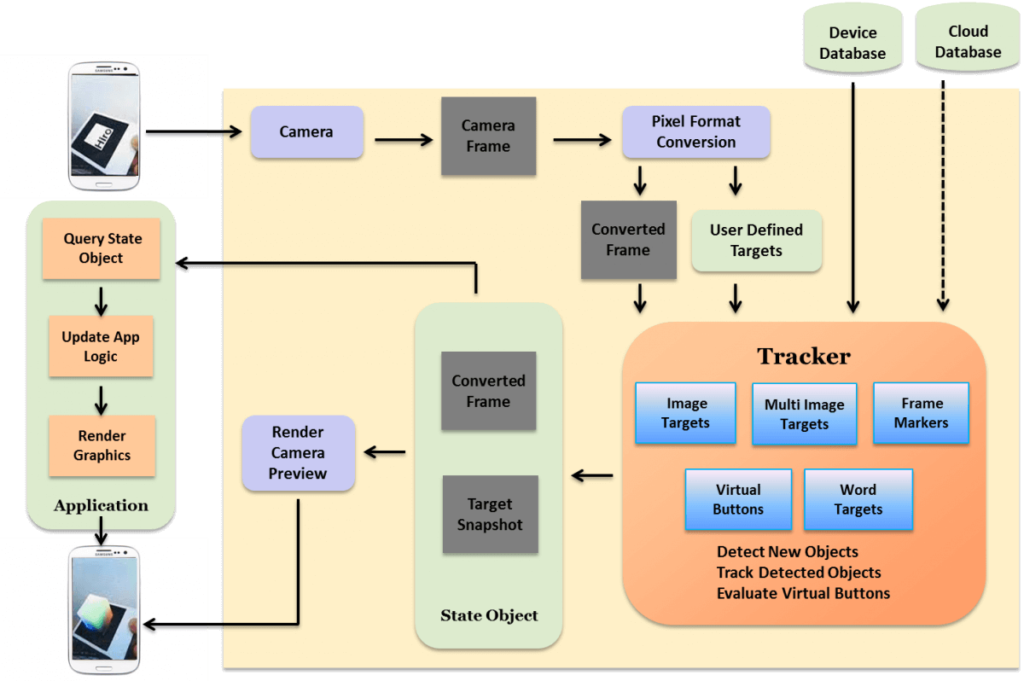 Device
Database
Cloud
Database
Hiro
Camera
Camera
Frame
Pixel Format
Conversion
Converted
Frame
User Defined
Targets
Query State
Object
Update App
Logic
Render
Graphics
Application
Render
Camera
Preview
Converted
Frame
Target
Snapshot
State Object
Tracker
Image
Targets
Multi Image
Targets
Frame
Markers
Virtual
Buttons
Word
Targets
Detect New Objects
Track Detected Objects
Evaluate Virtual Buttons